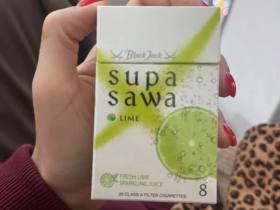 Black Jack
supa
sawa
LIME
FRESH LIME
SPARKLING JUICE
20 CLASS A FILTER CIGARETTES
8